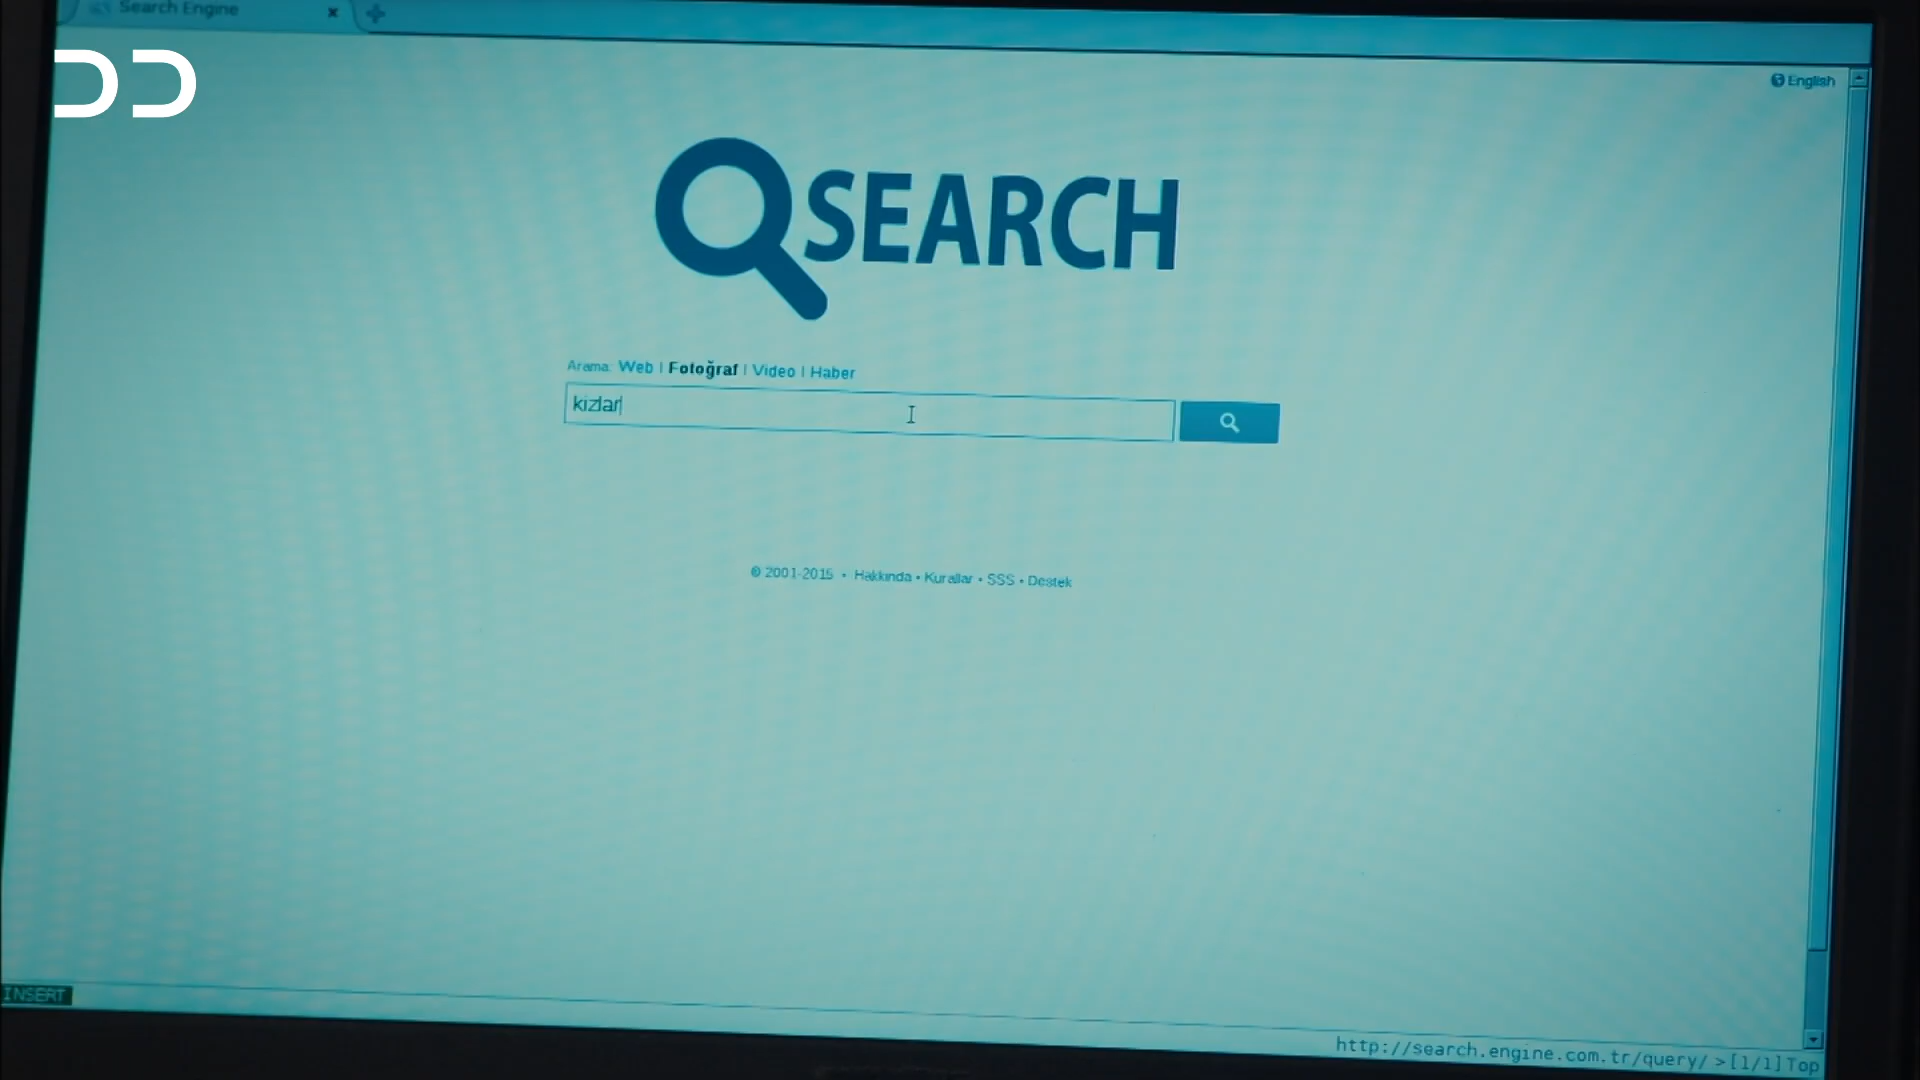 Search Engine
English
SEARCH
Arama: Web | Fotoğraf | Video | Haber
kizlar
© 2001-2015 • Hakkında • Kurallar • SSS • Destek
INSERT
http://search.engine.com.tr/query/ >[1/1]Top